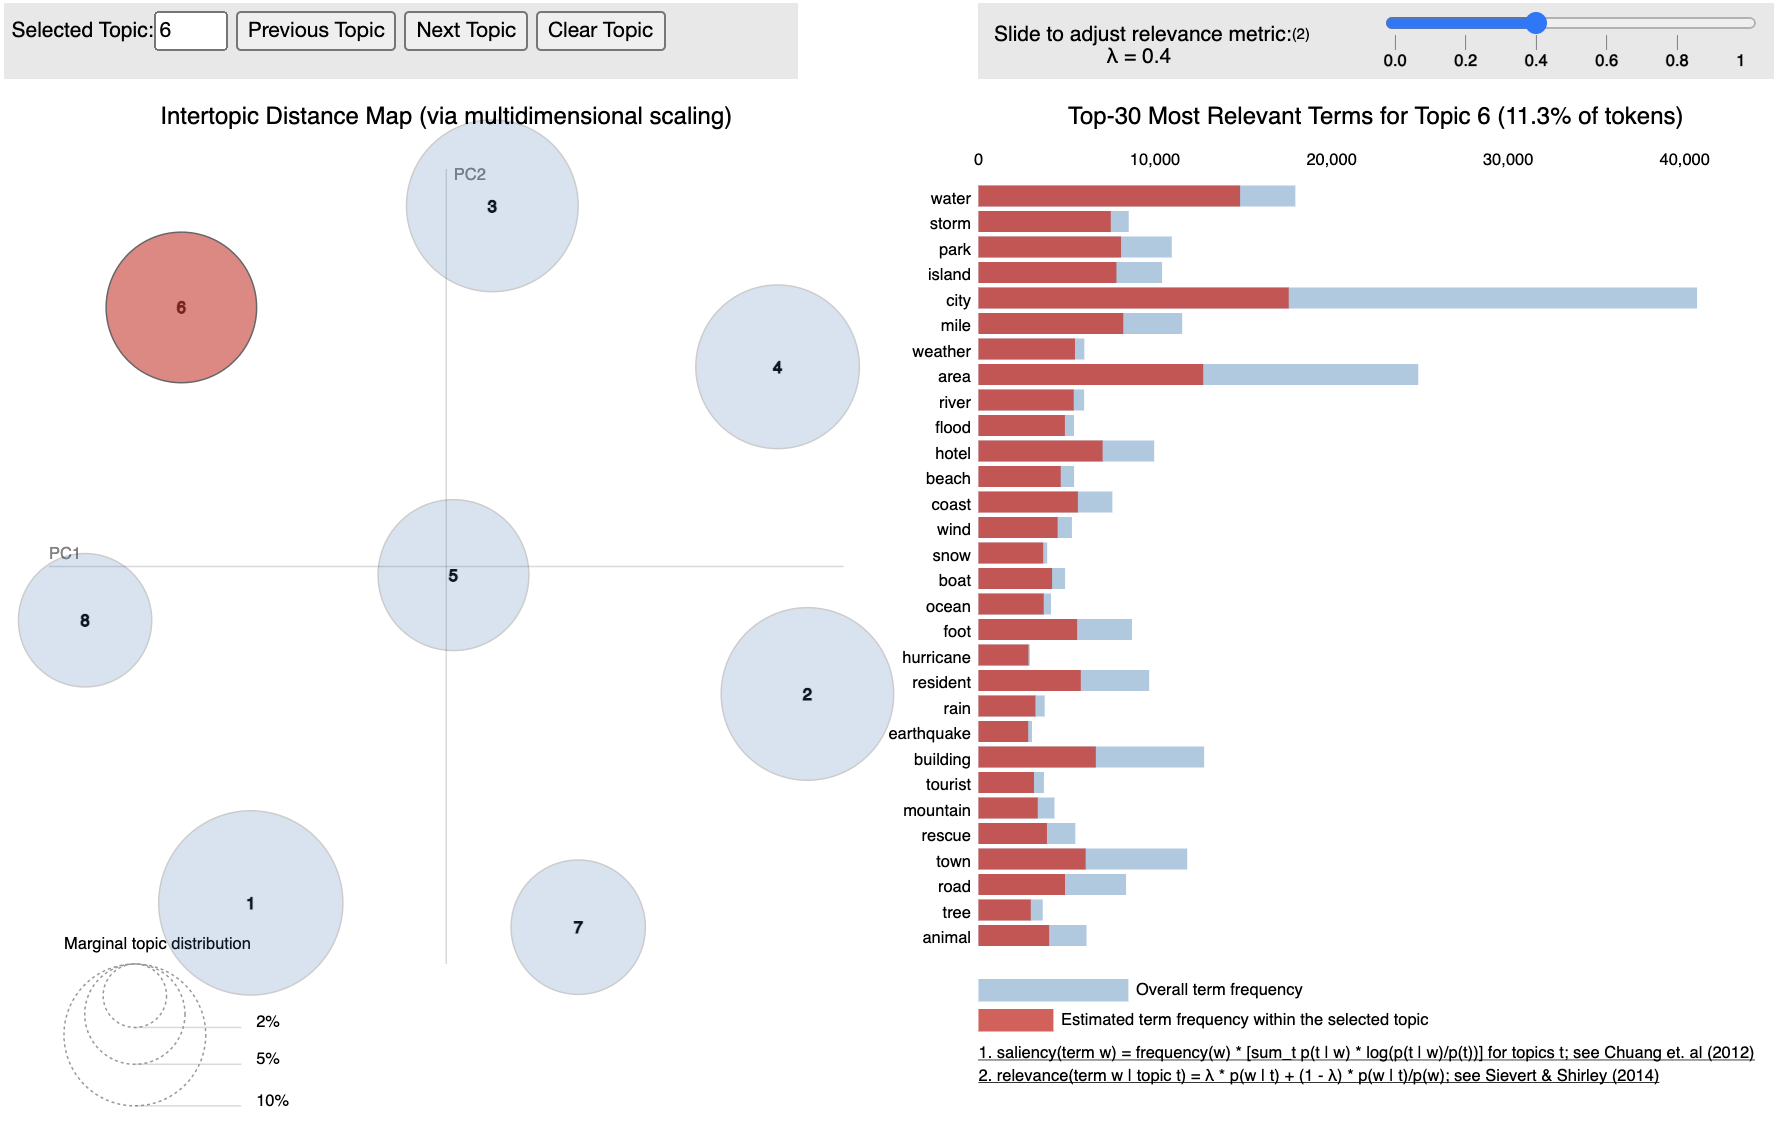 Selected Topic: 6 Previous Topic Next Topic Clear Topic
Slide to adjust relevance metric:(2)
λ = 0.4
0.0 0.2 0.4 0.6 0.8 1
Intertopic Distance Map (via multidimensional scaling)
PC2
3
6
4
PC1
5
8
2
1
7
Marginal topic distribution
2%
5%
10%
Top-30 Most Relevant Terms for Topic 6 (11.3% of tokens)
0 10,000 20,000 30,000 40,000
water
storm
park
island
city
mile
weather
area
river
flood
hotel
beach
coast
wind
snow
boat
ocean
foot
hurricane
resident
rain
earthquake
building
tourist
mountain
rescue
town
road
tree
animal
Overall term frequency
Estimated term frequency within the selected topic
1. saliency(term w) = frequency(w) * [sum_t p(t | w) * log(p(t | w)/p(t))] for topics t; see Chuang et. al (2012)
2. relevance(term w | topic t) = λ * p(w | t) + (1 - λ) * p(w | t)/p(w); see Sievert & Shirley (2014)